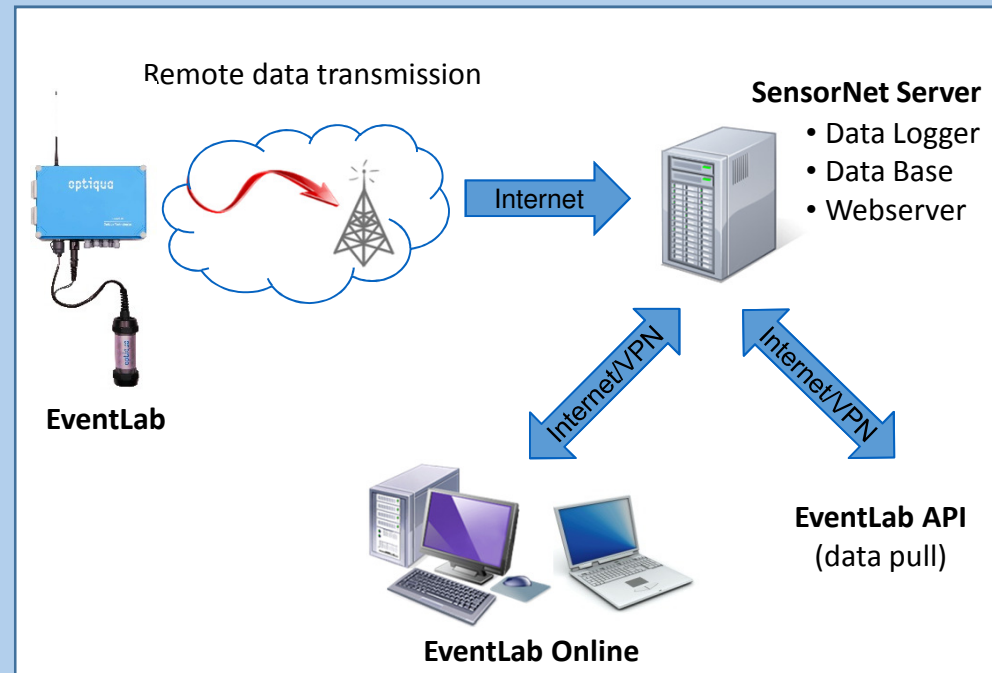 Remote data transmission
SensorNet Server
• Data Logger
• Data Base
• Webserver
optiqua
Internet
optiqua
EventLab
Internet/VPN
Internet/VPN
EventLab API
(data pull)
EventLab Online